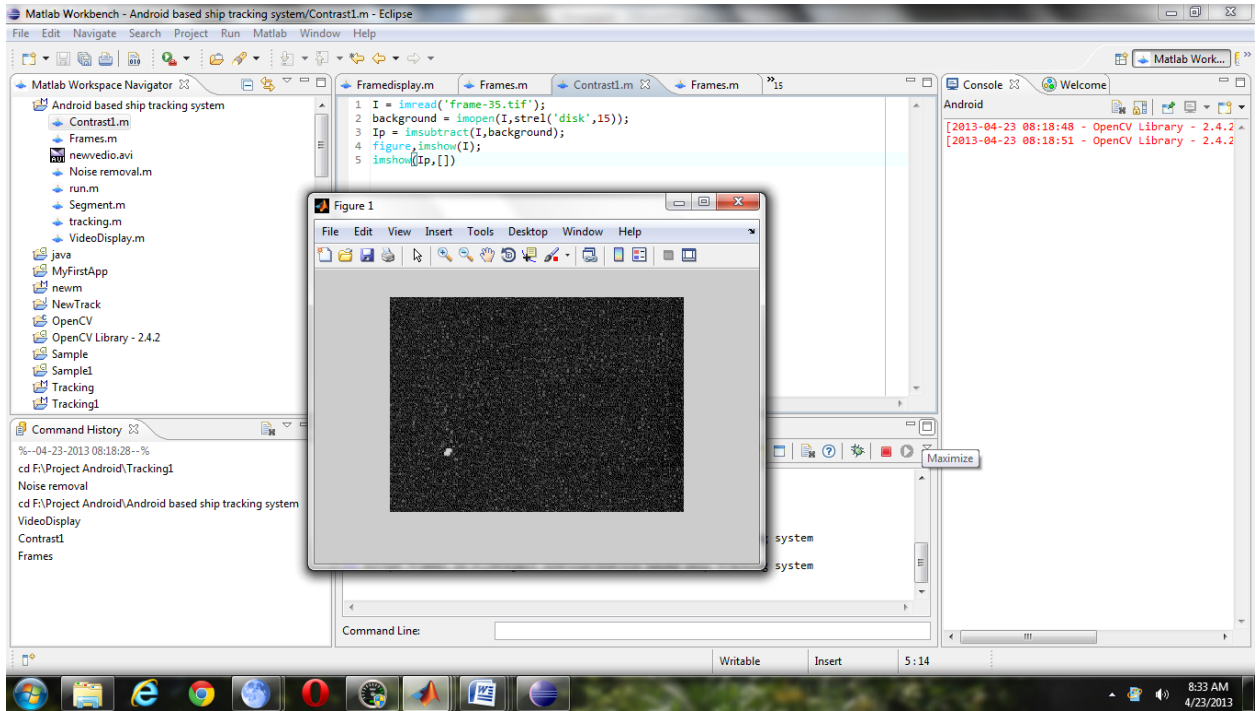 Matlab Workbench - Android based ship tracking system/Contrast1.m - Eclipse
File Edit Navigate Search Project Run Matlab Window Help
Matlab Work...
Matlab Workspace Navigator
Android based ship tracking system
Contrast1.m
Frames.m
newvedio.avi
Noise removal.m
run.m
Segment.m
tracking.m
VideoDisplay.m
java
MyFirstApp
newm
NewTrack
OpenCV
OpenCV Library - 2.4.2
Sample
Sample1
Tracking
Tracking1
Framedisplay.m Frames.m Contrast1.m Frames.m »15
1 I = imread('frame-35.tif');
2 background = imopen(I,strel('disk',15));
3 Ip = imsubtract(I,background);
4 figure,imshow(I);
5 imshow(Ip,[])
Console Welcome
Android
[2013-04-23 08:18:48 - OpenCV Library - 2.4.2
[2013-04-23 08:18:51 - OpenCV Library - 2.4.2
Figure 1
File Edit View Insert Tools Desktop Window Help
Command History
%--04-23-2013 08:18:28--%
cd F:\Project Android\Tracking1
Noise removal
cd F:\Project Android\Android based ship tracking system
VideoDisplay
Contrast1
Frames
Maximize
system
system
Command Line:
Writable Insert 5:14
8:33 AM
4/23/2013